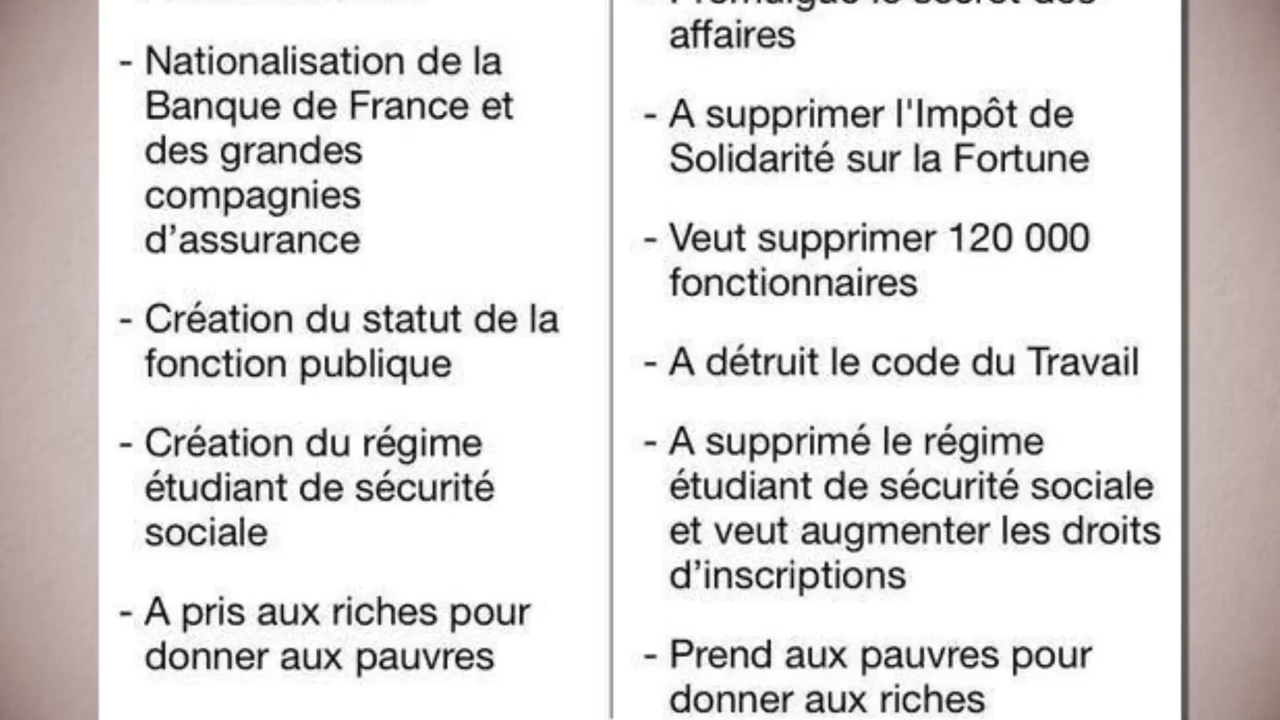 - Nationalisation de la
Banque de France et
des grandes
compagnies
d’assurance
- Création du statut de la
fonction publique
- Création du régime
étudiant de sécurité
sociale
- A pris aux riches pour
donner aux pauvres
affaires
- A supprimer l'Impôt de
Solidarité sur la Fortune
- Veut supprimer 120 000
fonctionnaires
- A détruit le code du Travail
- A supprimé le régime
étudiant de sécurité sociale
et veut augmenter les droits
d’inscriptions
- Prend aux pauvres pour
donner aux riches